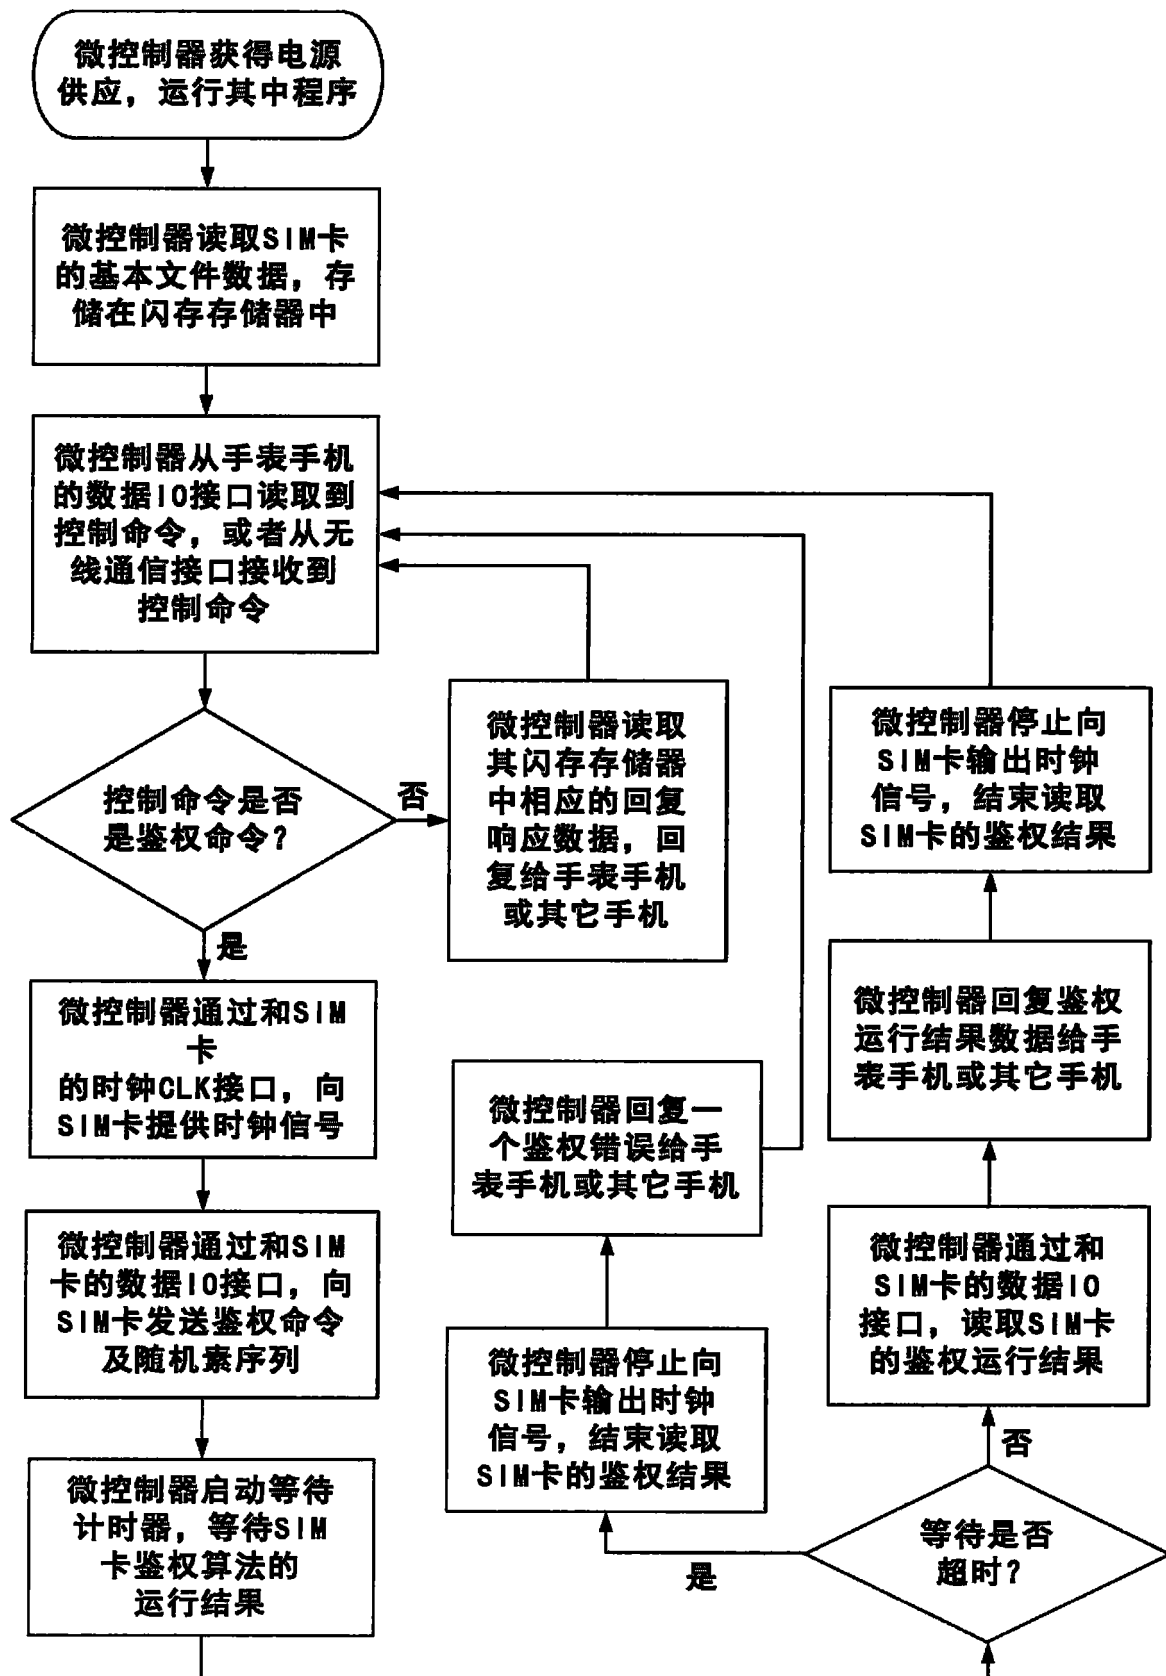 微控制器获得电源
供应，运行其中程序
微控制器读取SIM卡
的基本文件数据，存
储在闪存存储器中
微控制器从手表手机
的数据IO接口读取到
控制命令，或者从无
线通信接口接收到
控制命令
控制命令是否
是鉴权命令？
否
是
微控制器读取
其闪存存储器
中相应的回复
响应数据，回
复给手表手机
或其它手机
微控制器通过和SIM
卡
的时钟CLK接口，向
SIM卡提供时钟信号
微控制器通过和SIM
卡的数据IO接口，向
SIM卡发送鉴权命令
及随机素序列
微控制器启动等待
计时器，等待SIM
卡鉴权算法的
运行结果
等待是否
超时？
是
否
微控制器停止向
SIM卡输出时钟
信号，结束读取
SIM卡的鉴权结果
微控制器回复一
个鉴权错误给手
表手机或其它手机
微控制器通过和
SIM卡的数据IO
接口，读取SIM卡
的鉴权运行结果
微控制器回复鉴权
运行结果数据给手
表手机或其它手机
微控制器停止向
SIM卡输出时钟
信号，结束读取
SIM卡的鉴权结果